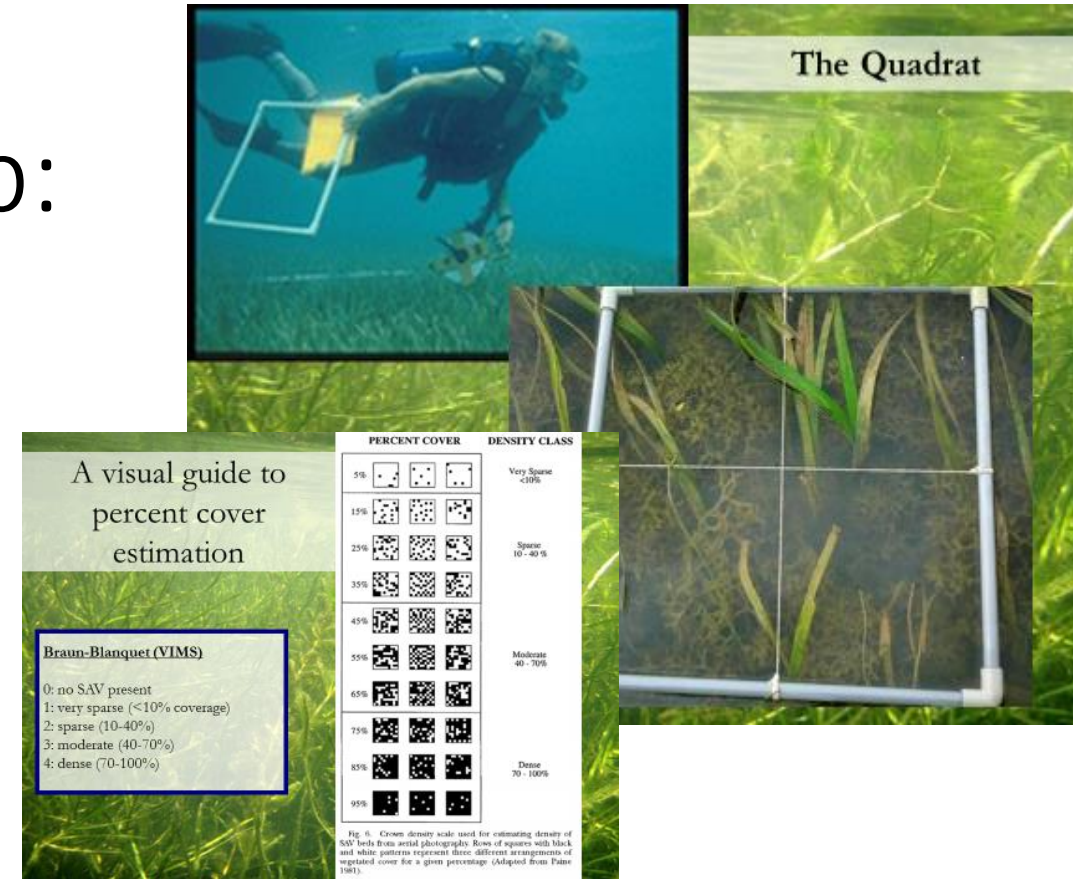 The Quadrat
A visual guide to
percent cover
estimation
Braun-Blanquet (VIMS)
0: no SAV present
1: very sparse (<10% coverage)
2: sparse (10-40%)
3: moderate (40-70%)
4: dense (70-100%)
PERCENT COVER DENSITY CLASS
5%
Very Sparse
<10%
15%
25%
Sparse
10 - 40 %
35%
45%
55%
Moderate
40 - 70%
65%
75%
85%
Dense
70 - 100%
95%
Fig. 6. Crown density scale used for estimating density of
SAV beds from aerial photography. Rows of squares with black
and white patterns represent three different arrangements of
vegetated cover for a given percentage (Adapted from Paine
1981).